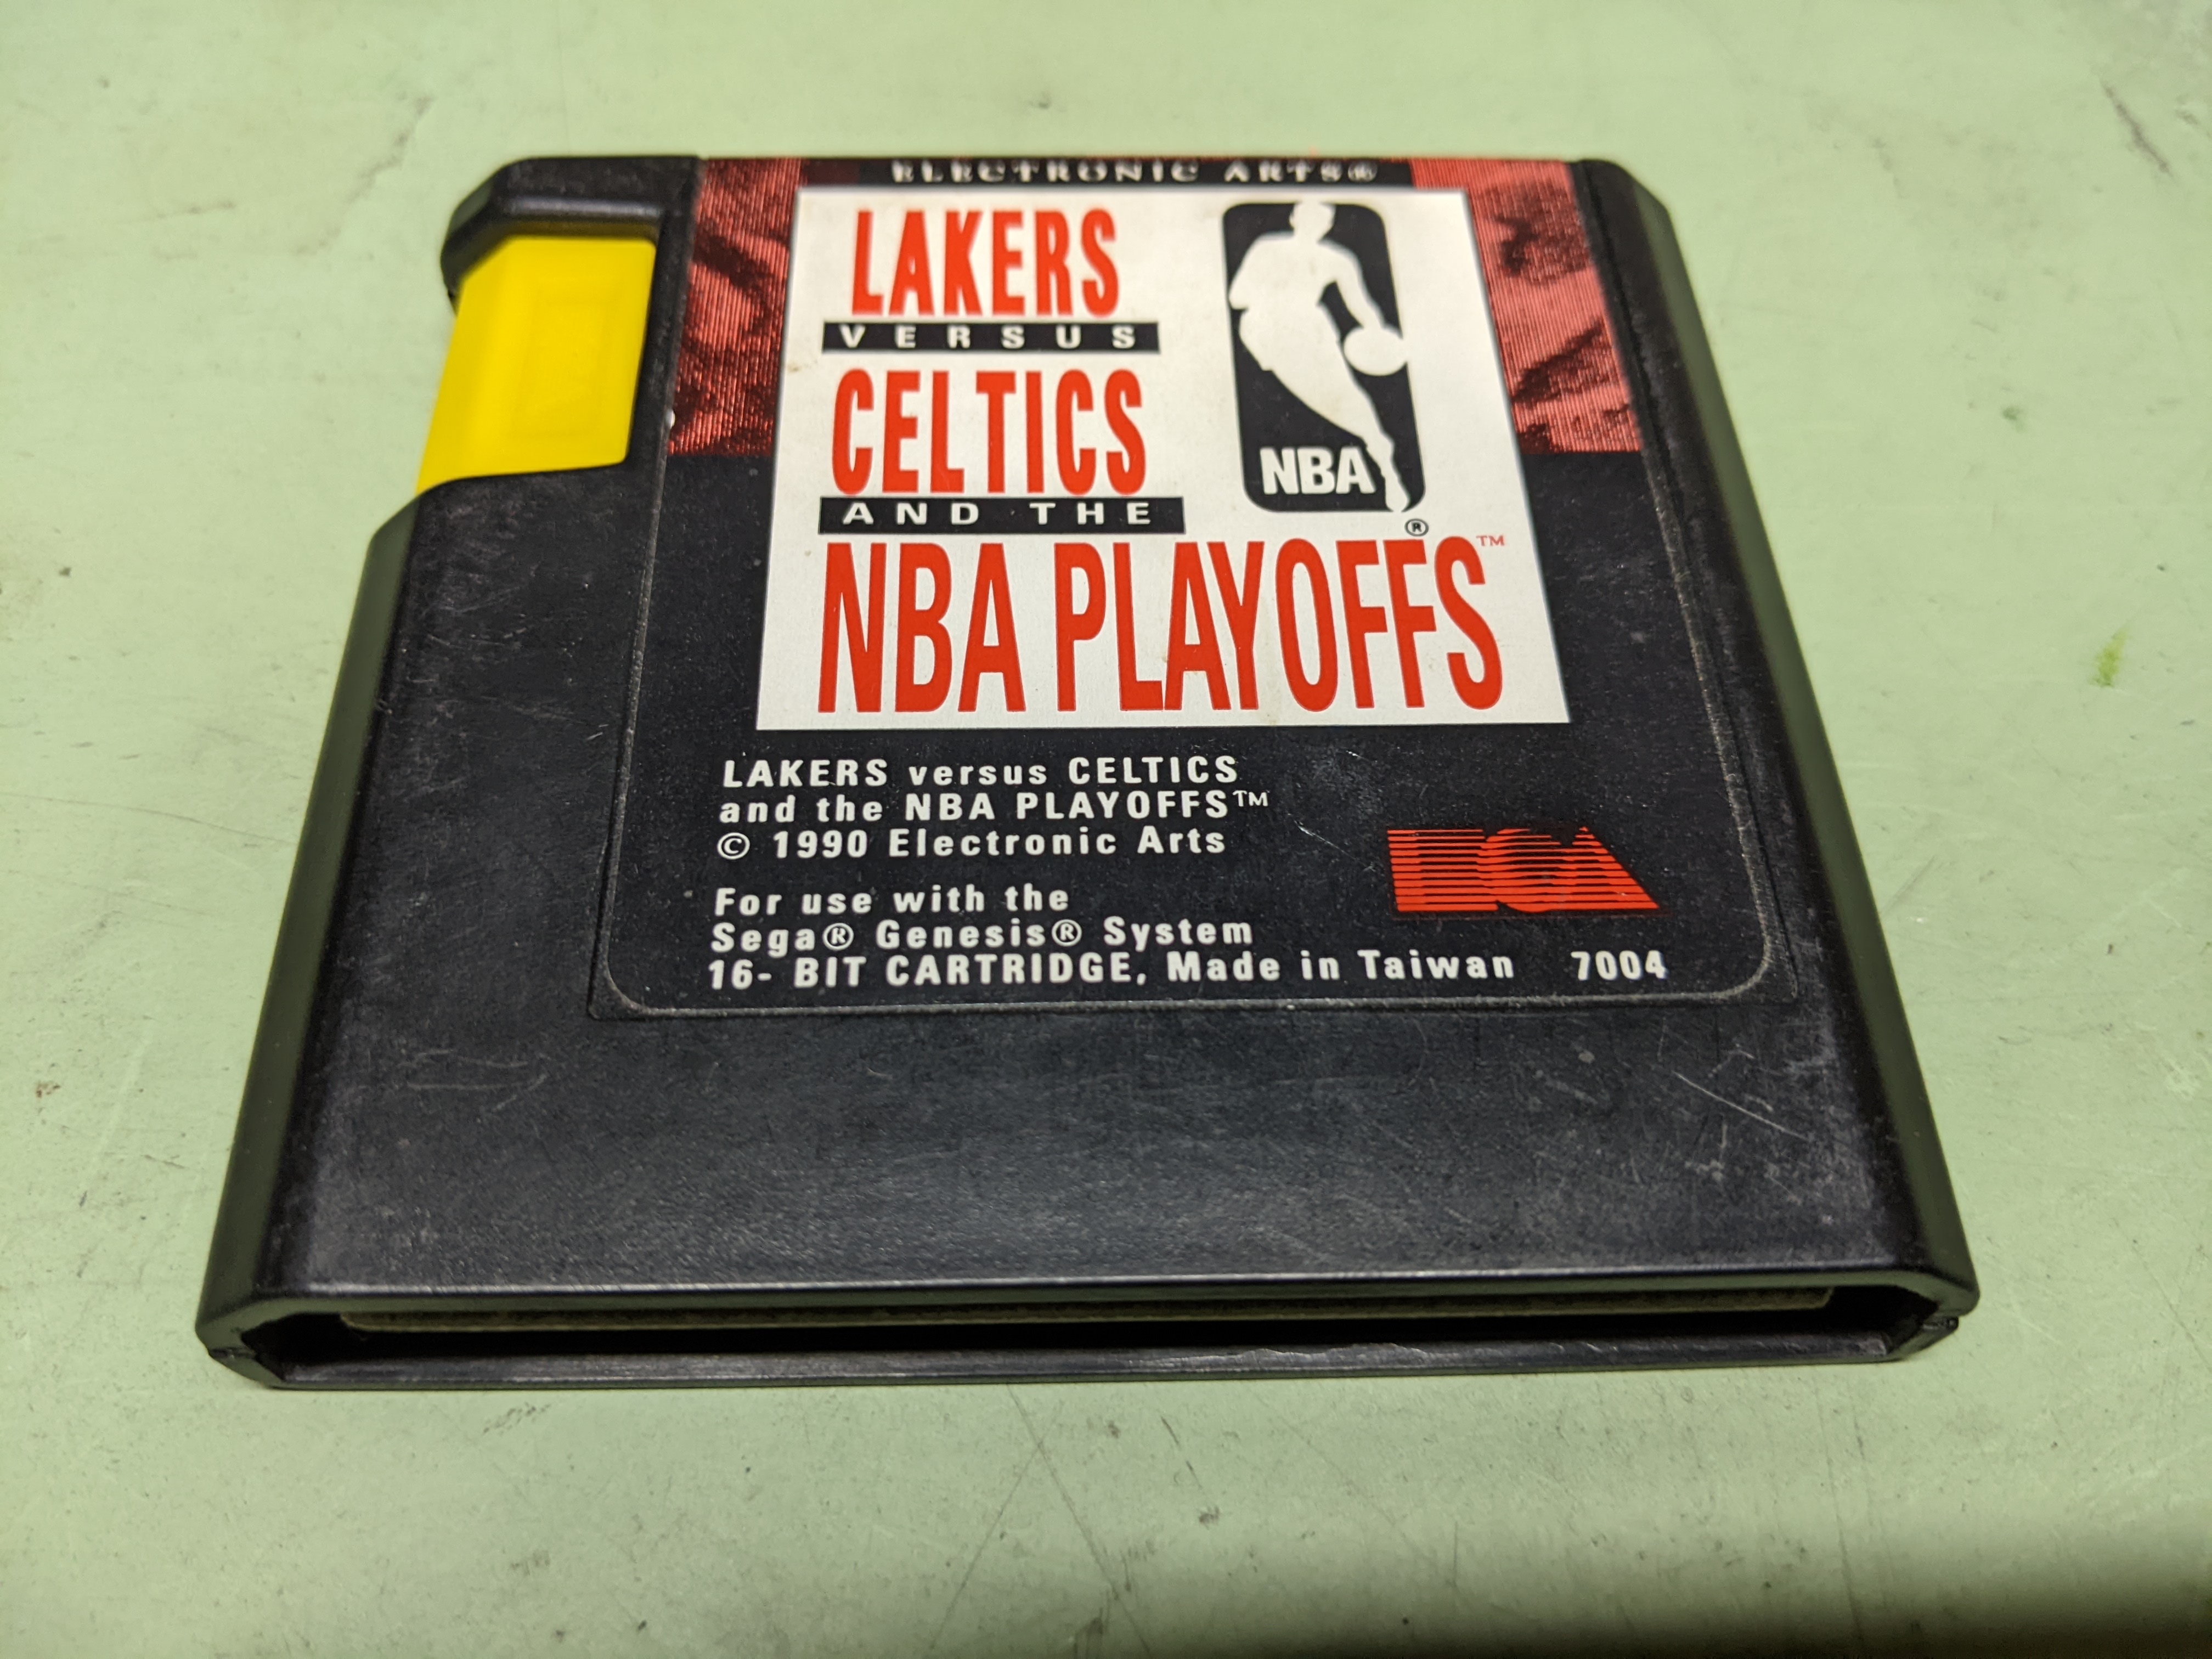 ELECTRONIC ARTS®
LAKERS
VERSUS
CELTICS
AND THE
NBA PLAYOFFS™
NBA
®
LAKERS versus CELTICS
and the NBA PLAYOFFS™
© 1990 Electronic Arts
For use with the
Sega® Genesis® System
16- BIT CARTRIDGE, Made in Taiwan 7004
EA